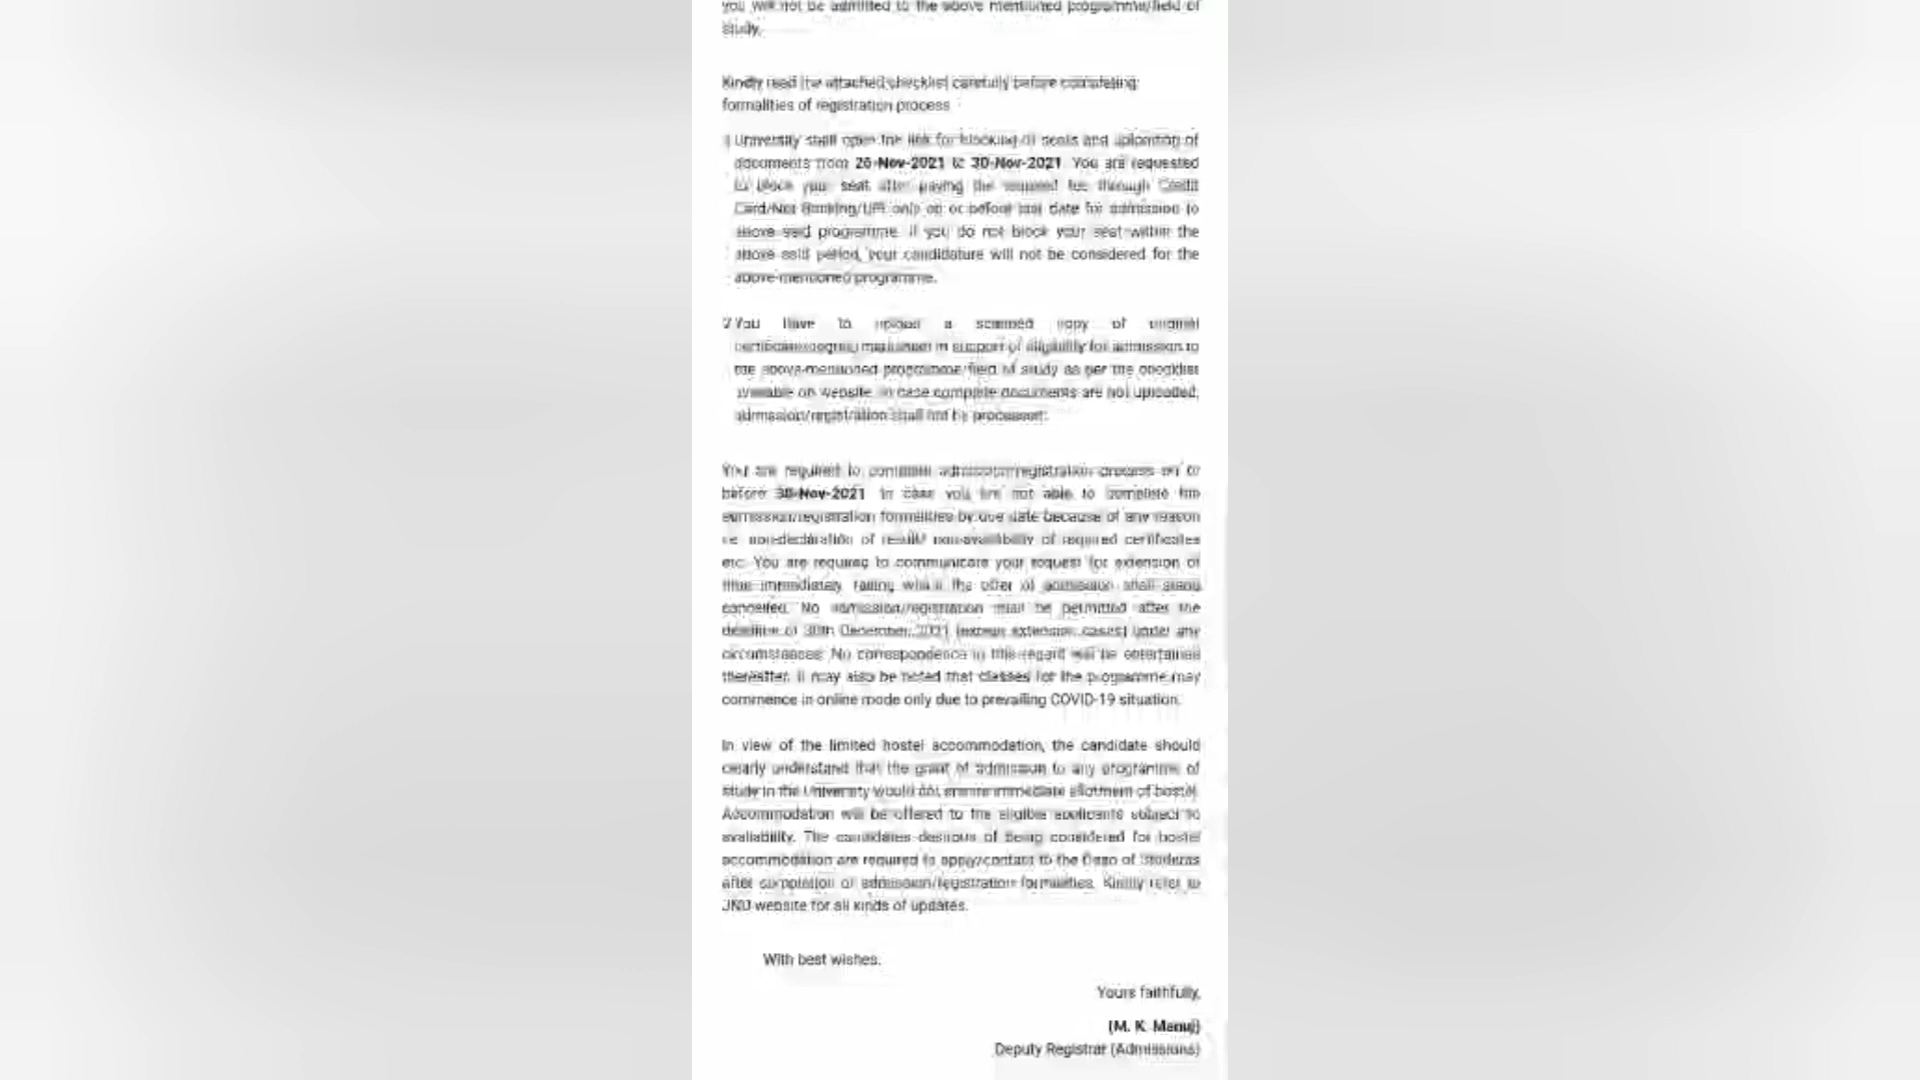 you will not be admitted to the above mentioned programme/field of
study.
Kindly read the attached checklist carefully before completing
formalities of registration process
1 University shall open the link for blocking of seats and uploading of
documents from 26-Nov-2021 to 30-Nov-2021 You are requested
to block your seat after paying the required fee through Credit
Card/Net Banking/UPI only on or before last date for admission to
above said programme. If you do not block your seat within the
above said period, your candidature will not be considered for the
above-mentioned programme.
2 You have to upload a scanned copy of original
in support of eligibility for admission to
the above-mentioned programme/field of study as per the checklist
available on website. In case complete documents are not uploaded,
admission/registration shall not be processed.
You are required to complete admission/registration process on or
before 30-Nov-2021 In case you are not able to complete the
admission/registration formalities by due date because of any reason
i.e. non-declaration of result/ non-availability of required certificates
etc. You are required to communicate your request for extension of
time immediately, failing which the offer of admission shall stand
cancelled. No admission/registration shall be permitted after the
deadline of 30th December, 2021 (except extension cases) under any
circumstances. No correspondence in this regard will be entertained
thereafter. It may also be noted that classes for the programme may
commence in online mode only due to prevailing COVID-19 situation.
In view of the limited hostel accommodation, the candidate should
clearly understand that the grant of admission to any programme of
study in the University would not ensure immediate allotment of hostel.
Accommodation will be offered to the eligible applicants subject to
availability. The candidates desirous of being considered for hostel
accommodation are required to apply/contact to the Dean of Students
after completion of admission/registration formalities. Kindly refer to
JNU website for all kinds of updates.
With best wishes.
Yours faithfully,
(M. K. Manuj)
Deputy Registrar (Admissions)